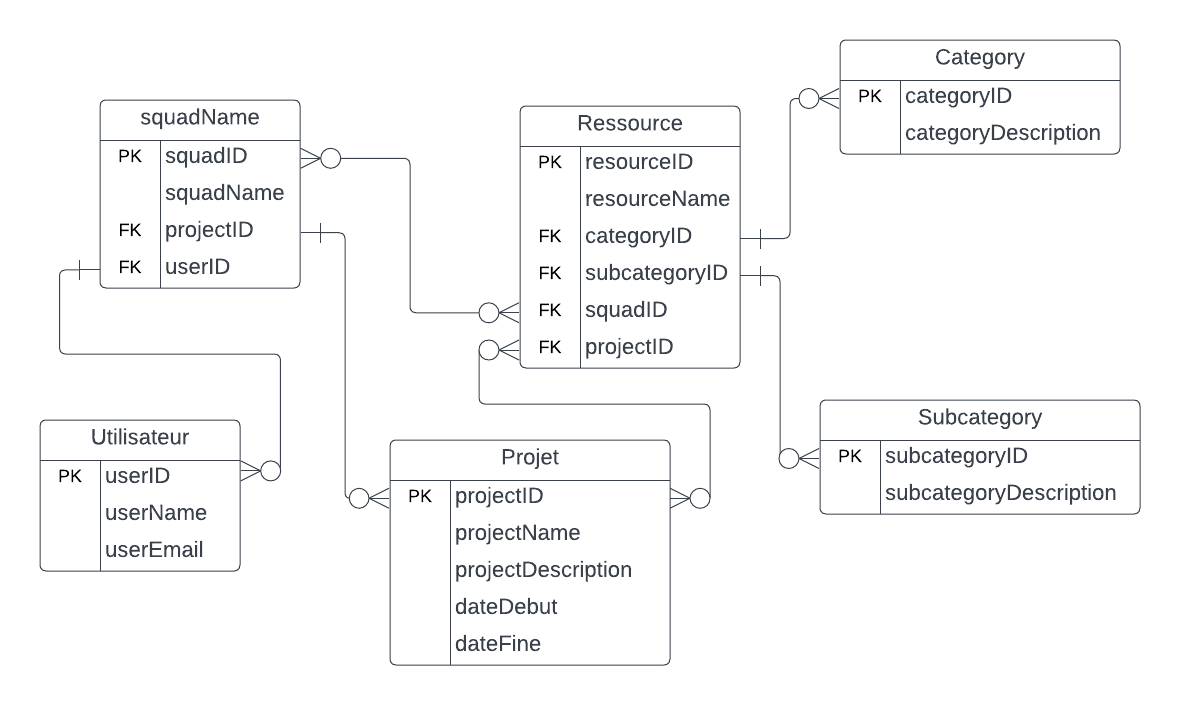 squadName
PK squadID
squadName
FK projectID
FK userID
Ressource
PK resourceID
resourceName
FK categoryID
FK subcategoryID
FK squadID
FK projectID
Category
PK categoryID
categoryDescription
Utilisateur
PK userID
userName
userEmail
Projet
PK projectID
projectName
projectDescription
dateDebut
dateFine
Subcategory
PK subcategoryID
subcategoryDescription